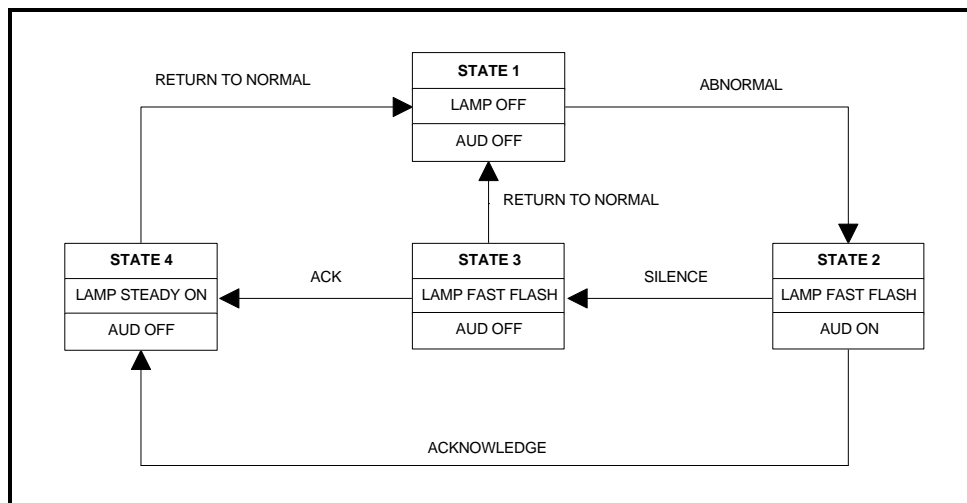 STATE 1
LAMP OFF
AUD OFF
RETURN TO NORMAL
ABNORMAL
RETURN TO NORMAL
STATE 4
LAMP STEADY ON
AUD OFF
ACK
STATE 3
LAMP FAST FLASH
AUD OFF
SILENCE
STATE 2
LAMP FAST FLASH
AUD ON
ACKNOWLEDGE